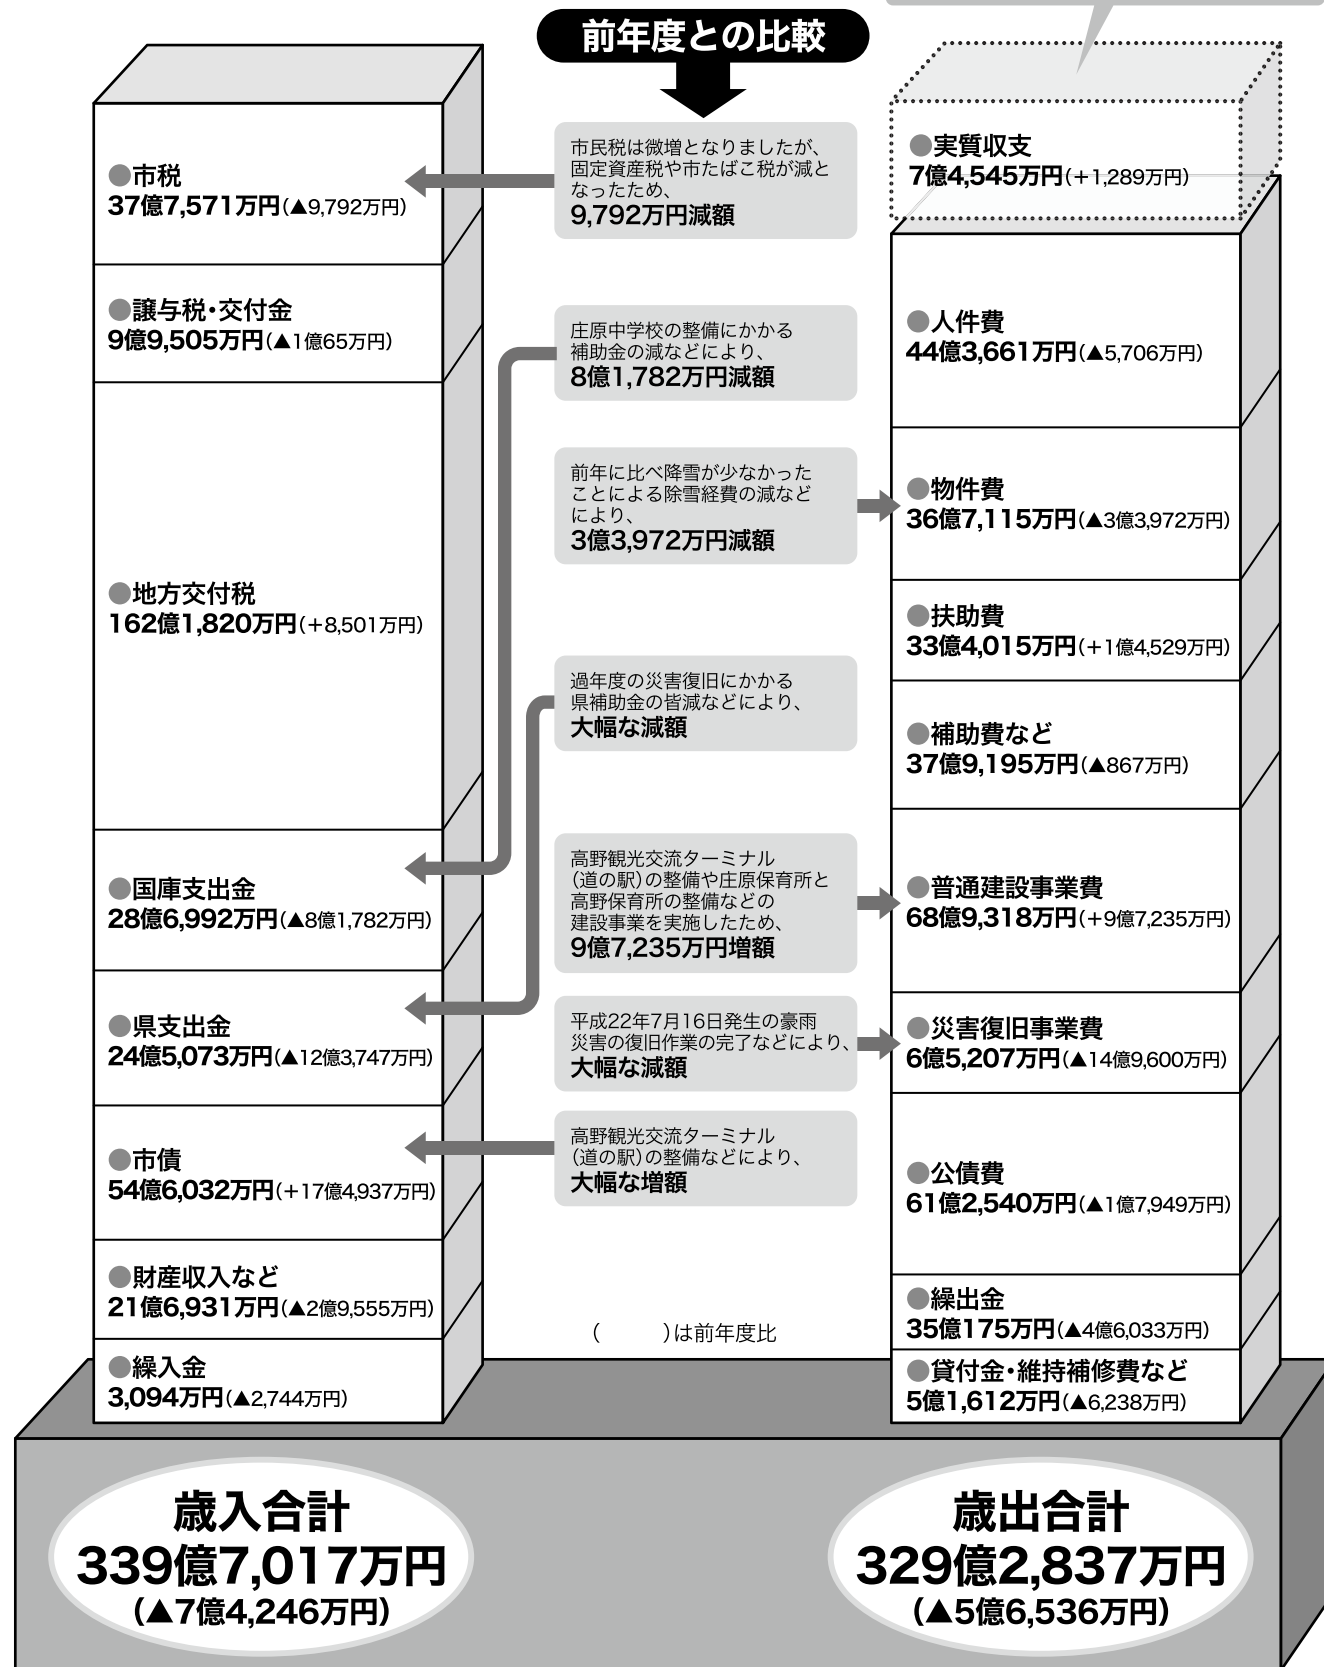 前年度との比較
●市税
37億7,571万円(▲9,792万円)
●譲与税・交付金
9億9,505万円(▲1億65万円)
●地方交付税
162億1,820万円(+8,501万円)
●国庫支出金
28億6,992万円(▲8億1,782万円)
●県支出金
24億5,073万円(▲12億3,747万円)
●市債
54億6,032万円(+17億4,937万円)
●財産収入など
21億6,931万円(▲2億9,555万円)
●繰入金
3,094万円(▲2,744万円)
歳入合計
339億7,017万円
(▲7億4,246万円)
市民税は微増となりましたが、
固定資産税や市たばこ税が減と
なったため、
9,792万円減額
庄原中学校の整備にかかる
補助金の減などにより、
8億1,782万円減額
前年に比べ降雪が少なかった
ことによる除雪経費の減など
により、
3億3,972万円減額
過年度の災害復旧にかかる
県補助金の皆減などにより、
大幅な減額
高野観光交流ターミナル
(道の駅)の整備や庄原保育所と
高野保育所の整備などの
建設事業を実施したため、
9億7,235万円増額
平成22年7月16日発生の豪雨
災害の復旧作業の完了などにより、
大幅な減額
高野観光交流ターミナル
(道の駅)の整備などにより、
大幅な増額
(　　　)は前年度比
●実質収支
7億4,545万円(+1,289万円)
●人件費
44億3,661万円(▲5,706万円)
●物件費
36億7,115万円(▲3億3,972万円)
●扶助費
33億4,015万円(+1億4,529万円)
●補助費など
37億9,195万円(▲867万円)
●普通建設事業費
68億9,318万円(+9億7,235万円)
●災害復旧事業費
6億5,207万円(▲14億9,600万円)
●公債費
61億2,540万円(▲1億7,949万円)
●繰出金
35億175万円(▲4億6,033万円)
●貸付金・維持補修費など
5億1,612万円(▲6,238万円)
歳出合計
329億2,837万円
(▲5億6,536万円)